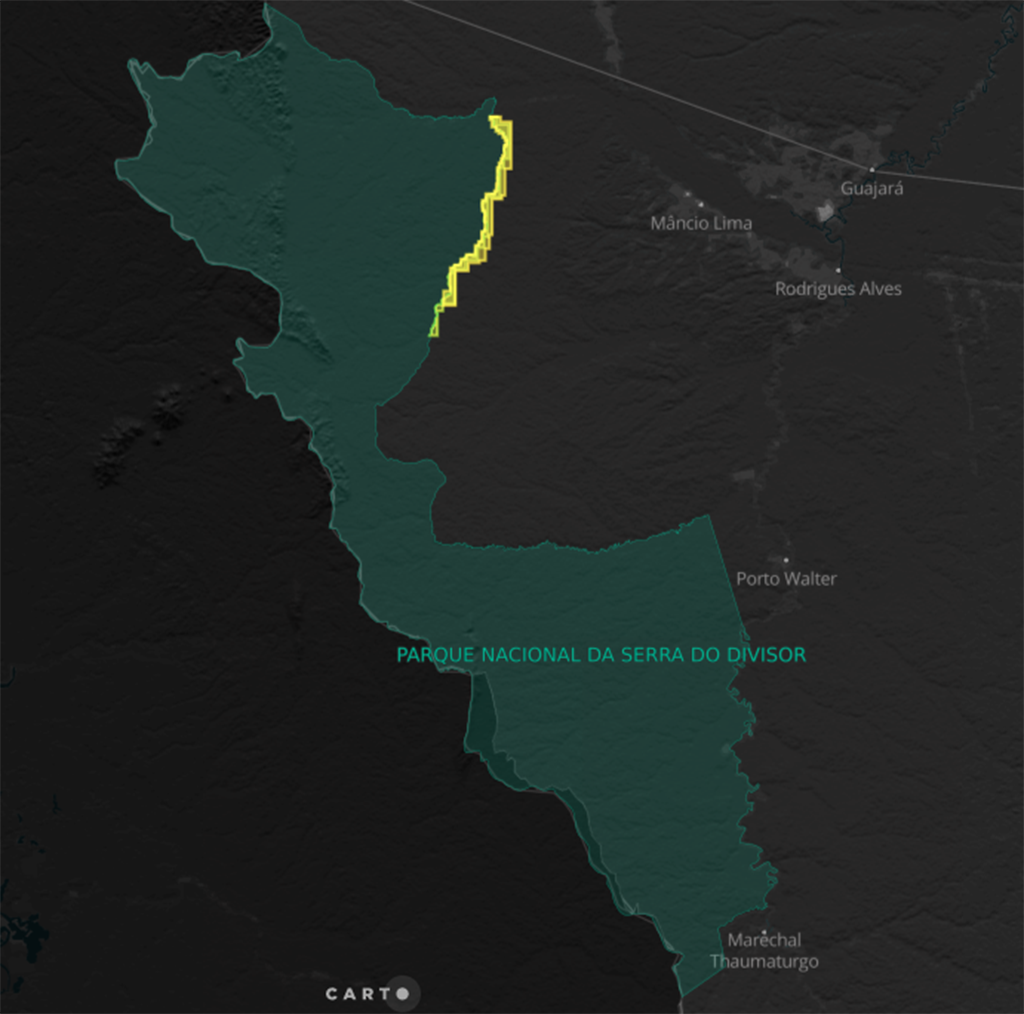 Guajará
Mâncio Lima
Rodrigues Alves
Porto Walter
PARQUE NACIONAL DA SERRA DO DIVISOR
Marechal
Thaumaturgo
CARTO